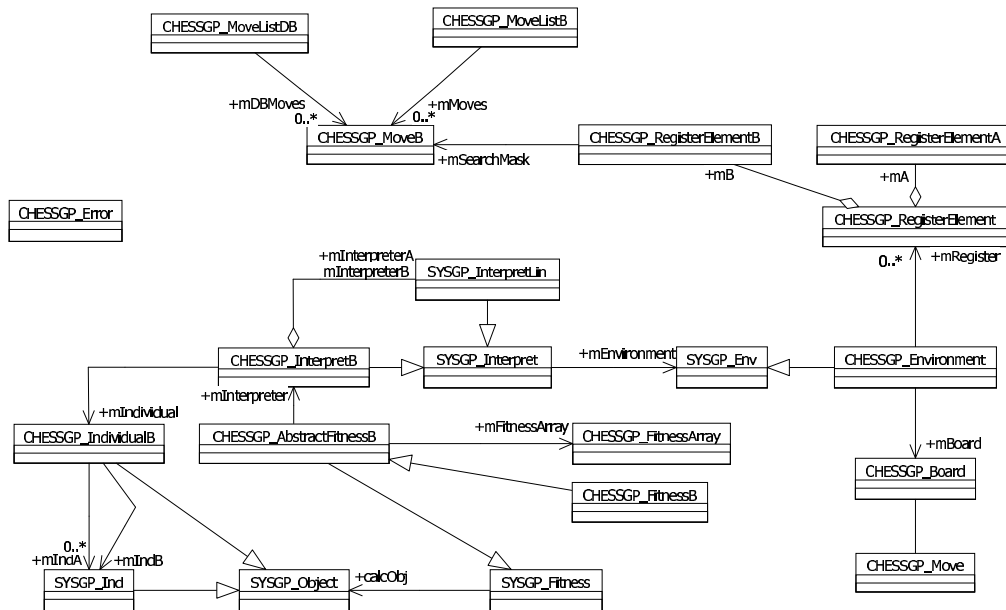 CHESSGP_MoveListDB
CHESSGP_MoveListB
+mDBMoves
0..*
0..*
+mMoves
CHESSGP_MoveB
+mSearchMask
CHESSGP_RegisterElementB
CHESSGP_RegisterElementA
+mB
+mA
CHESSGP_Error
CHESSGP_RegisterElement
0..*
+mRegister
+mInterpreterA
mInterpreterB
SYSGP_InterpretLin
CHESSGP_InterpretB
SYSGP_Interpret
+mEnvironment
SYSGP_Env
CHESSGP_Environment
+mInterpreter
+mIndividual
CHESSGP_IndividualB
CHESSGP_AbstractFitnessB
+mFitnessArray
CHESSGP_FitnessArray
+mBoard
CHESSGP_Board
CHESSGP_FitnessB
0..*
+mIndA
+mIndB
SYSGP_Ind
SYSGP_Object
+calcObj
SYSGP_Fitness
CHESSGP_Move